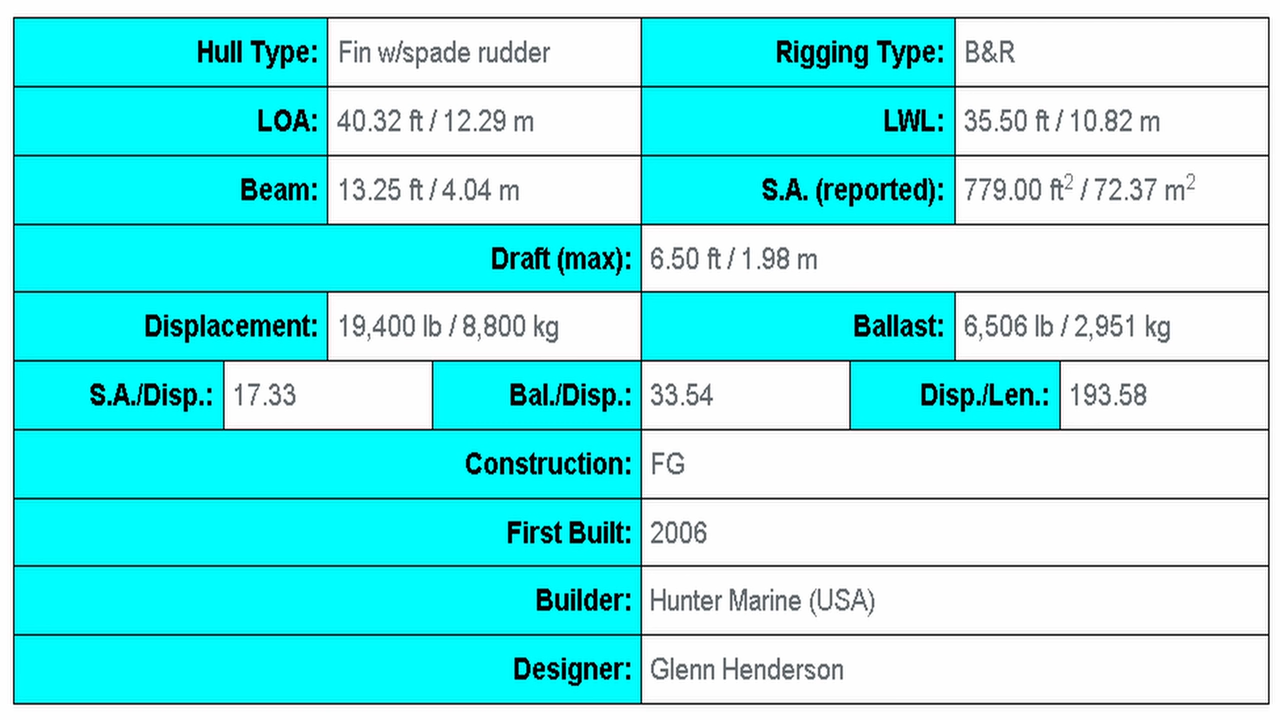 Hull Type: Fin w/spade rudder Rigging Type: B&R
LOA: 40.32 ft / 12.29 m LWL: 35.50 ft / 10.82 m
Beam: 13.25 ft / 4.04 m S.A. (reported): 779.00 ft² / 72.37 m²
Draft (max): 6.50 ft / 1.98 m
Displacement: 19,400 lb / 8,800 kg Ballast: 6,506 lb / 2,951 kg
S.A./Disp.: 17.33 Bal./Disp.: 33.54 Disp./Len.: 193.58
Construction: FG
First Built: 2006
Builder: Hunter Marine (USA)
Designer: Glenn Henderson